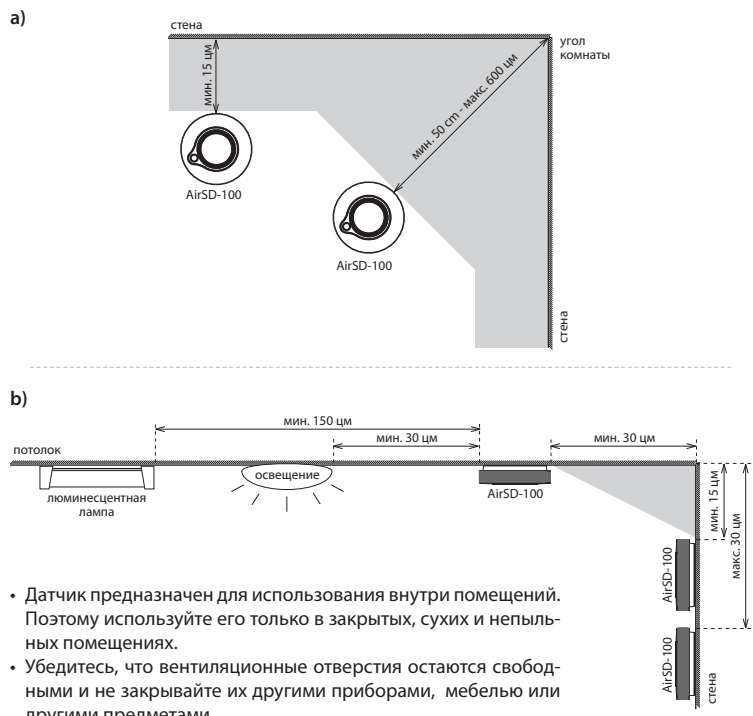 a)
стена
угол
комнаты
мин. 15 цм
мин. 50 cm - макс. 600 цм
AirSD-100
AirSD-100
стена
b)
мин. 150 цм
мин. 30 цм
мин. 30 цм
потолок
освещение
люминесцентная
лампа
AirSD-100
мин. 15 цм
макс. 30 цм
AirSD-100
AirSD-100
стена
• Датчик предназначен для использования внутри помещений.
Поэтому используйте его только в закрытых, сухих и непыль-
ных помещениях.
• Убедитесь, что вентиляционные отверстия остаются свобод-
ными и не закрывайте их другими приборами, мебелью или
другими предметами.